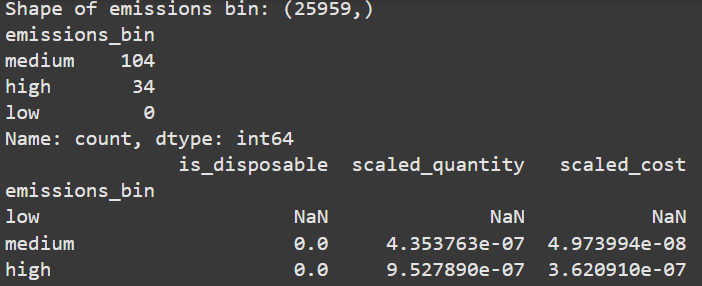 Shape of emissions bin: (25959,)
emissions_bin
medium    104
high       34
low         0
Name: count, dtype: int64
               is_disposable  scaled_quantity   scaled_cost
emissions_bin
low                      NaN              NaN           NaN
medium                   0.0     4.353763e-07  4.973994e-08
high                     0.0     9.527890e-07  3.620910e-07